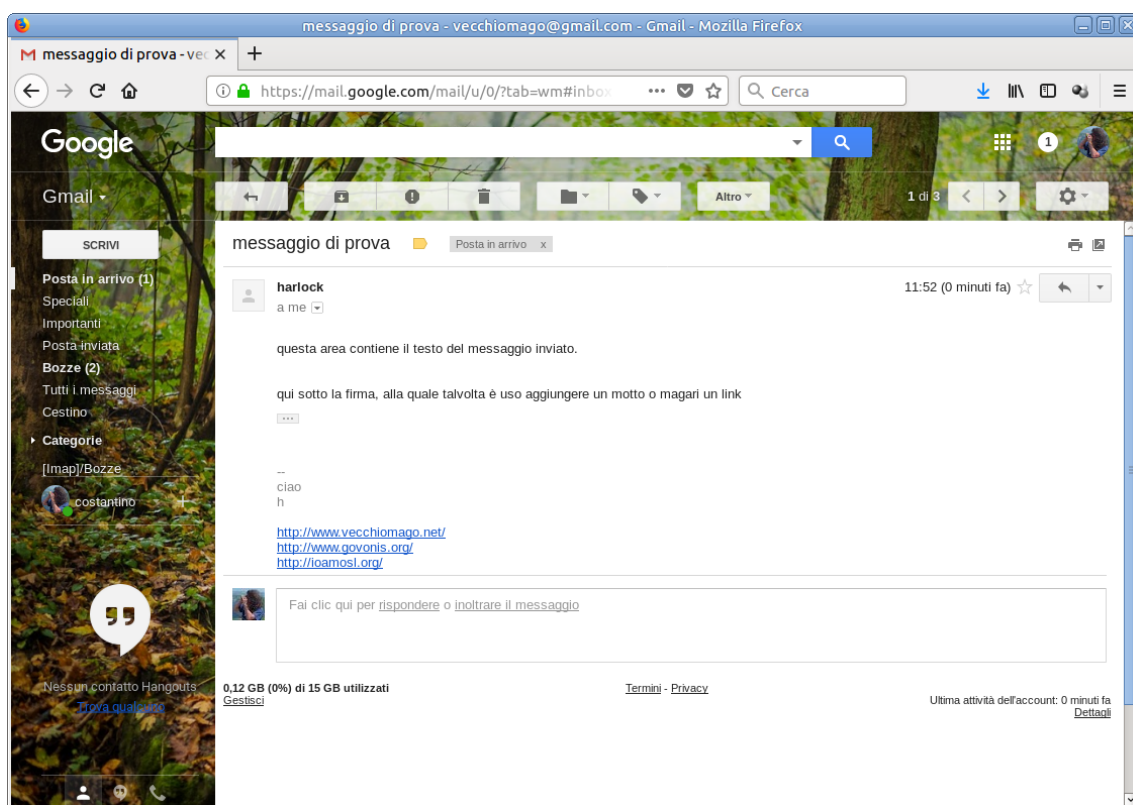 messaggio di prova - vecchiomago@gmail.com - Gmail - Mozilla Firefox
messaggio di prova - vec
https://mail.google.com/mail/u/0/?tab=wm#inbox
Cerca
Google
1
Gmail
Altro
1 di 3
SCRIVI
messaggio di prova
Posta in arrivo x
Posta in arrivo (1)
Speciali
Importanti
Posta inviata
Bozze (2)
Tutti i messaggi
Cestino
Categorie
[Imap]/Bozze
costantino
harlock
11:52 (0 minuti fa)
a me
questa area contiene il testo del messaggio inviato.
qui sotto la firma, alla quale talvolta è uso aggiungere un motto o magari un link
--
ciao
h
http://www.vecchiomago.net/
http://www.govonis.org/
http://ioamosl.org/
Fai clic qui per rispondere o inoltrare il messaggio
Nessun contatto Hangouts
Trova qualcuno
0,12 GB (0%) di 15 GB utilizzati
Gestisci
Termini - Privacy
Ultima attività dell'account: 0 minuti fa
Dettagli